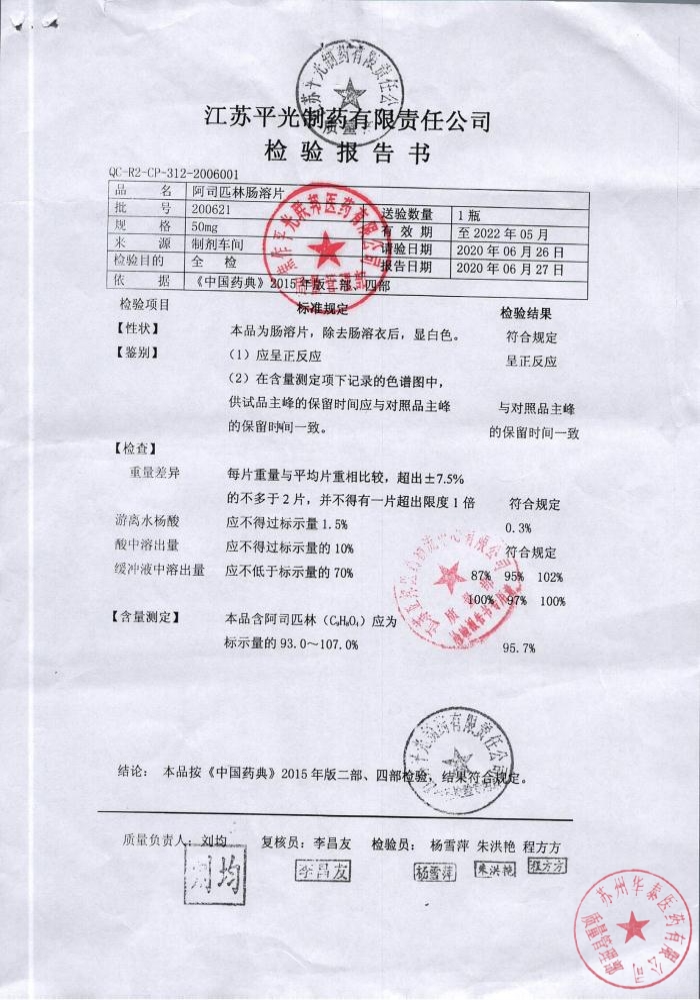 江苏平光制药有限责任公司
检验报告书
QC-R2-CP-312-2006001
品 名 阿司匹林肠溶片
批 号 200621 送验数量 1瓶
规 格 50mg 有效期 至2022年05月
来 源 制剂车间 请验日期 2020年06月26日
检验目的 全 检 报告日期 2020年06月27日
依 据 《中国药典》2015年版二部、四部
检验项目 标准规定 检验结果
【性状】 本品为肠溶片，除去肠溶衣后，显白色。 符合规定
【鉴别】 （1）应呈正反应 呈正反应
（2）在含量测定项下记录的色谱图中，
供试品主峰的保留时间应与对照品主峰 与对照品主峰
的保留时间一致。 的保留时间一致
【检查】
重量差异 每片重量与平均片重相比较，超出±7.5%
的不多于2片，并不得有一片超出限度1倍 符合规定
游离水杨酸 应不得过标示量1.5% 0.3%
酸中溶出量 应不得过标示量的10% 符合规定
缓冲液中溶出量 应不低于标示量的70% 87% 95% 102%
100% 97% 100%
【含量测定】 本品含阿司匹林（C₉H₈O₄）应为
标示量的93.0～107.0% 95.7%
结论： 本品按《中国药典》2015年版二部、四部检验，结果符合规定。
质量负责人：刘均 复核员：李昌友 检验员： 杨雪萍 朱洪艳 程方方
刘均 李昌友 杨雪萍 朱洪艳 程方方
苏州华泰医药有限公司
质量管理部